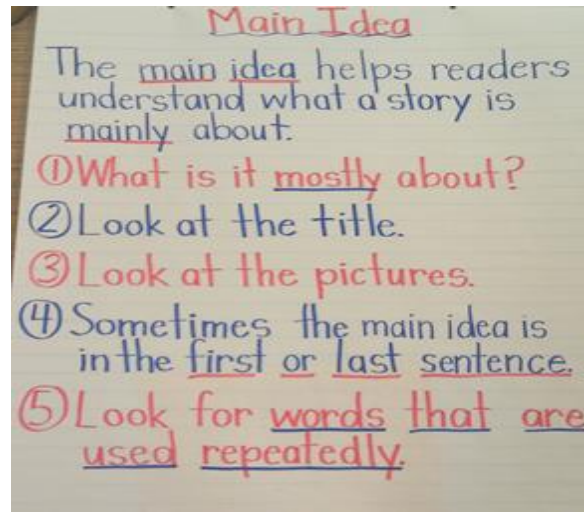 Main Idea
The main idea helps readers
understand what a story is
mainly about.
①What is it mostly about?
②Look at the title.
③Look at the pictures.
④Sometimes the main idea is
in the first or last sentence.
⑤Look for words that are
used repeatedly.